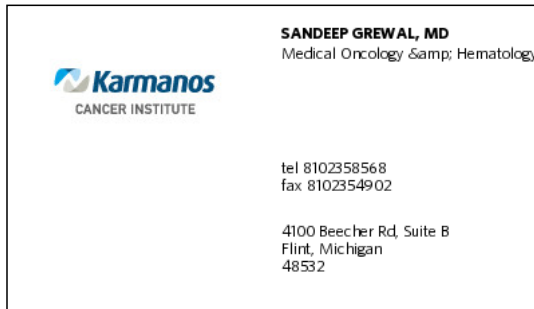 SANDEEP GREWAL, MD
Medical Oncology &amp; Hematology
Karmanos
CANCER INSTITUTE
tel 8102358568
fax 8102354902
4100 Beecher Rd, Suite B
Flint, Michigan
48532